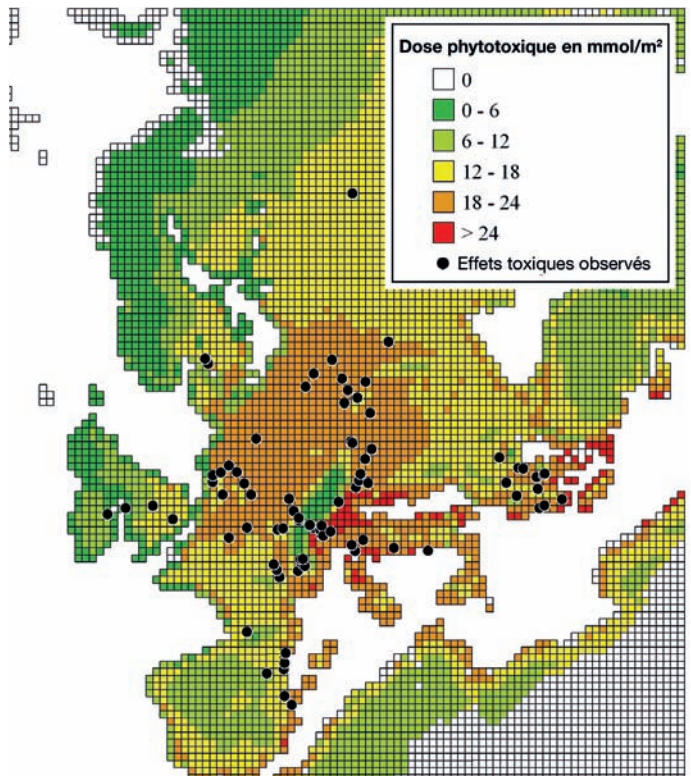 Dose phytotoxique en mmol/m²
0
0 - 6
6 - 12
12 - 18
18 - 24
> 24
Effets toxiques observés